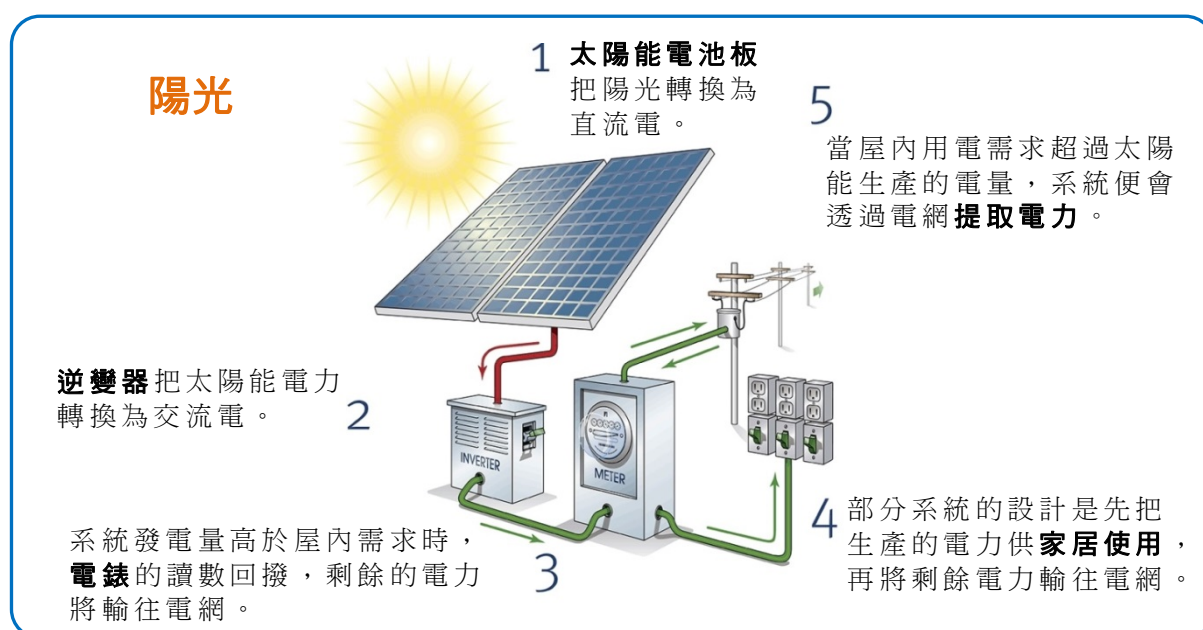 陽光
1 太陽能電池板
把陽光轉換為
直流電。
逆變器把太陽能電力
轉換為交流電。
2
INVERTER
METER
系統發電量高於屋內需求時，
電錶的讀數回撥，剩餘的電力
將輸往電網。
3
4 部分系統的設計是先把
生產的電力供家居使用，
再將剩餘電力輸往電網。
5
當屋內用電需求超過太陽
能生產的電量，系統便會
透過電網提取電力。